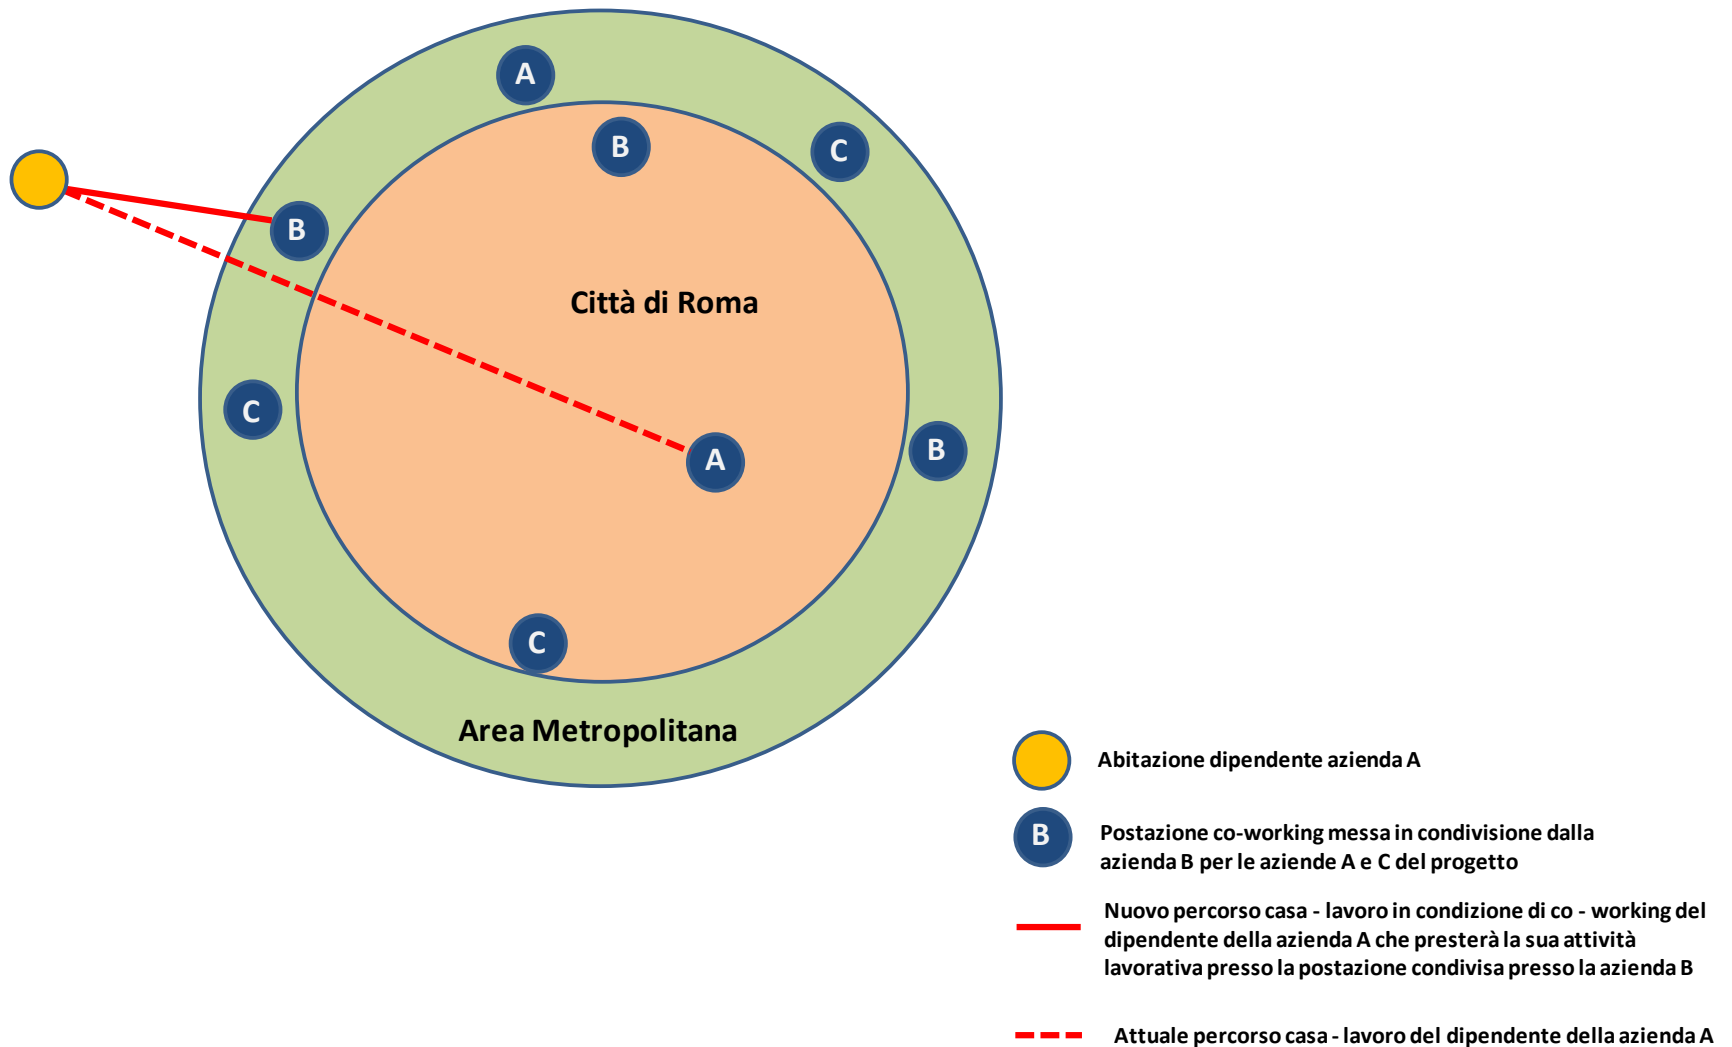 A
B
C
B
Città di Roma
C
B
A
C
Area Metropolitana
Abitazione dipendente azienda A
B
Postazione co-working messa in condivisione dalla
azienda B per le aziende A e C del progetto
Nuovo percorso casa - lavoro in condizione di co - working del
dipendente della azienda A che presterà la sua attività
lavorativa presso la postazione condivisa presso la azienda B
Attuale percorso casa - lavoro del dipendente della azienda A